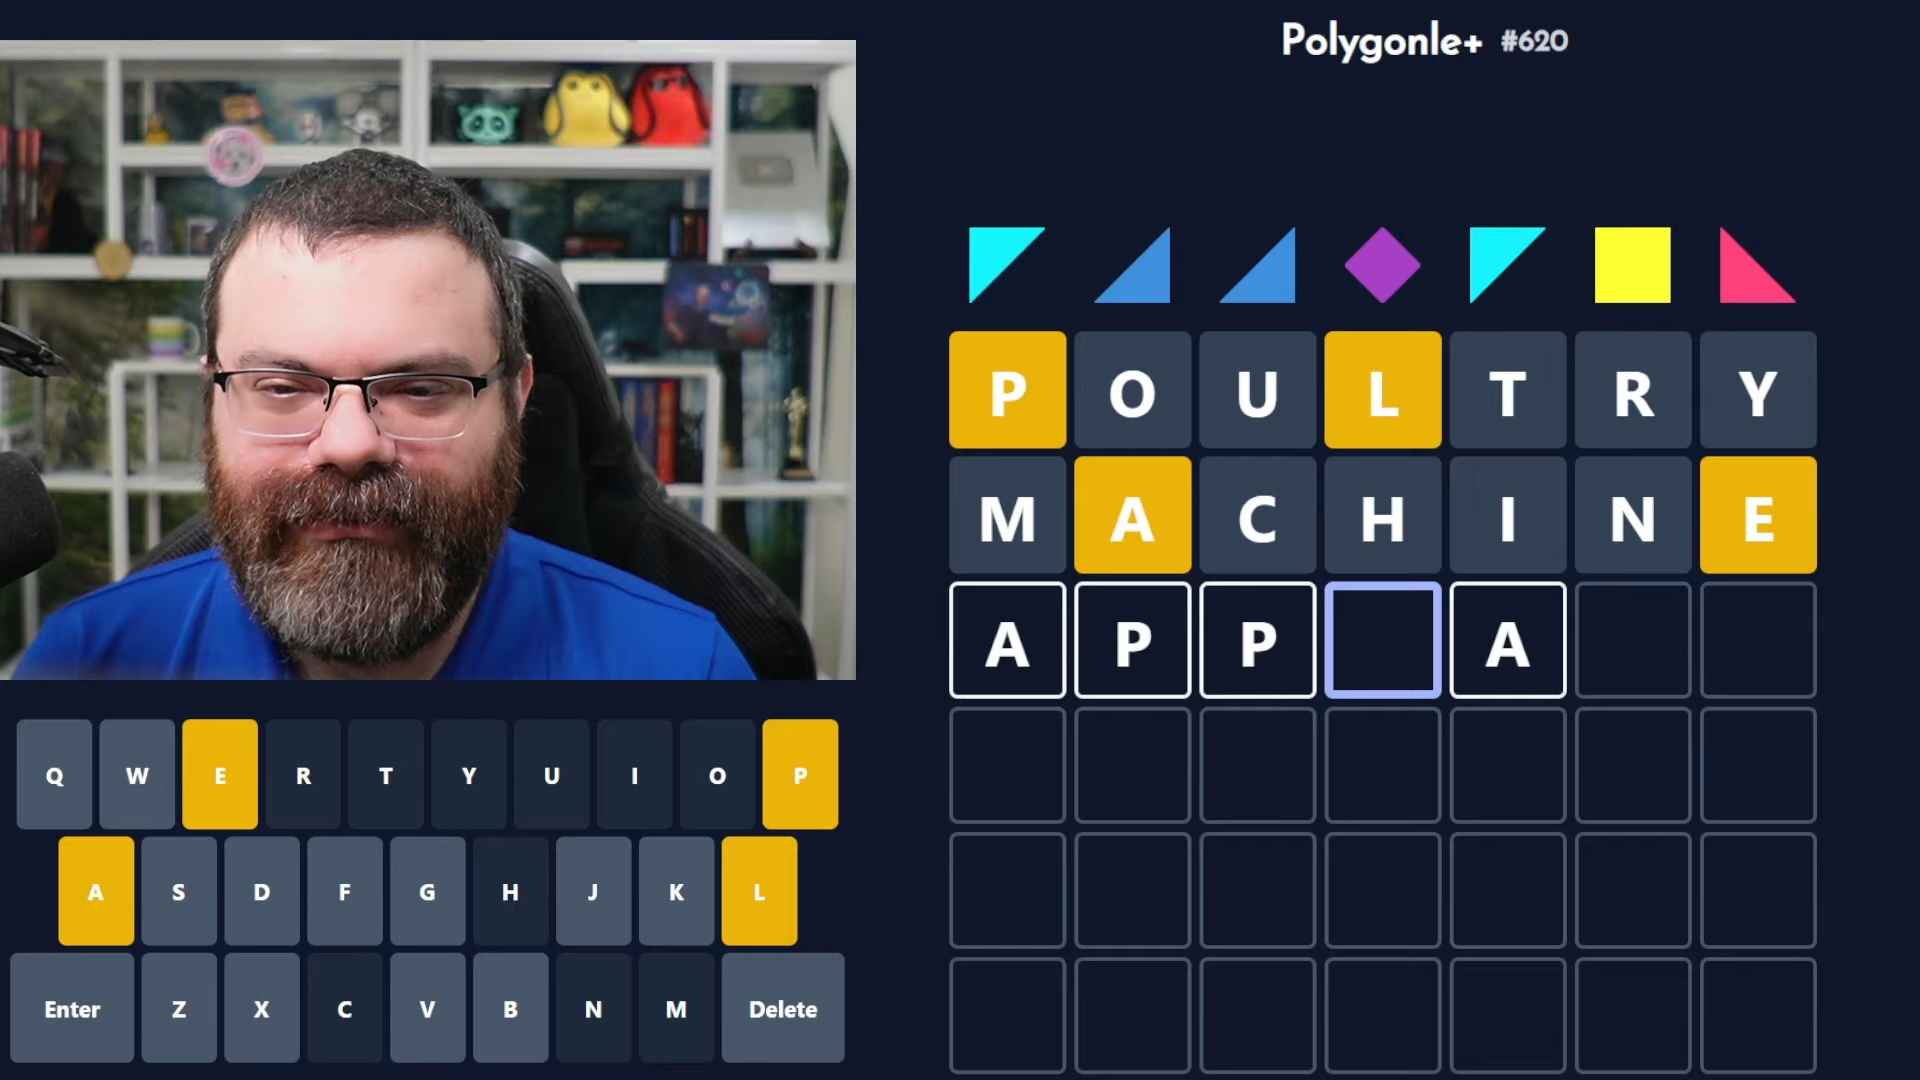 Polygonle+ #620
P O U L T R Y
M A C H I N E
A P P A
Q W E R T Y U I O P
A S D F G H J K L
Enter Z X C V B N M Delete